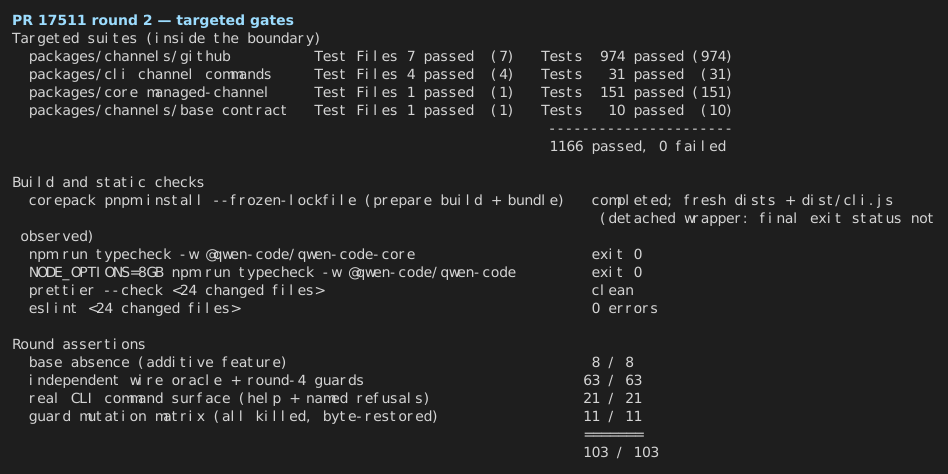 PR 17511 round 2 — targeted gates
Targeted suites (inside the boundary)
packages/channels/github Test Files 7 passed (7) Tests 974 passed (974)
packages/cli channel commands Test Files 4 passed (4) Tests 31 passed (31)
packages/core managed-channel Test Files 1 passed (1) Tests 151 passed (151)
packages/channels/base contract Test Files 1 passed (1) Tests 10 passed (10)
-----------------------
1166 passed, 0 failed
Build and static checks
corepack pnpm install --frozen-lockfile (prepare build + bundle) completed; fresh dists + dist/cli.js
(detached wrapper: final exit status not
observed)
npm run typecheck -w @qwen-code/qwen-code-core exit 0
NODE_OPTIONS=8GB npm run typecheck -w @qwen-code/qwen-code exit 0
prettier --check <24 changed files> clean
eslint <24 changed files> 0 errors
Round assertions
base absence (additive feature) 8 / 8
independent wire oracle + round-4 guards 63 / 63
real CLI command surface (help + named refusals) 21 / 21
guard mutation matrix (all killed, byte-restored) 11 / 11
═══════
103 / 103